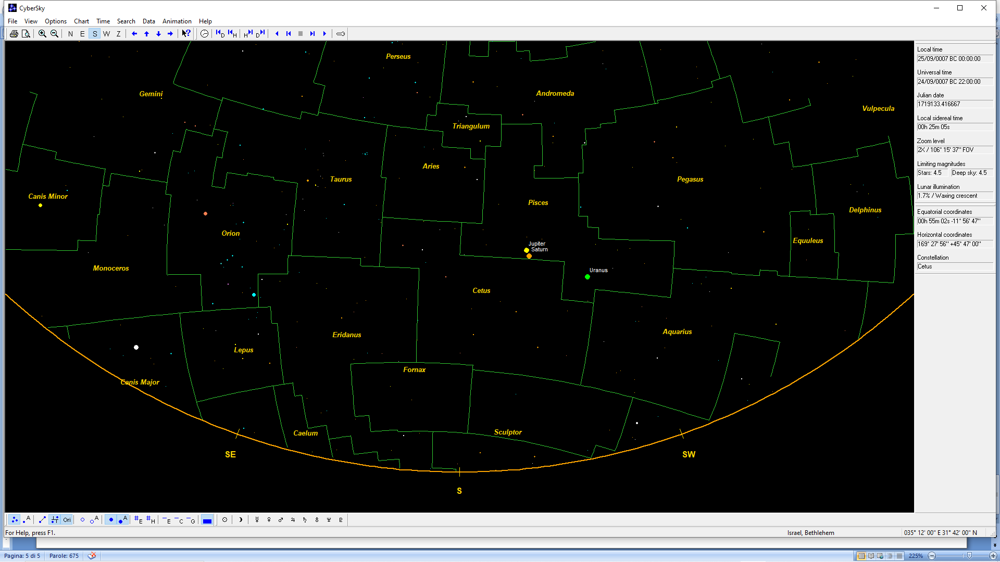 CyberSky
File View Options Chart Time Search Data Animation Help
N E S W Z
D H H D
Perseus
Gemini
Andromeda
Vulpecula
Triangulum
Aries
Taurus
Pegasus
Canis Minor
Pisces
Delphinus
Orion
Equuleus
Jupiter
Saturn
Monoceros
Uranus
Cetus
Eridanus
Aquarius
Lepus
Fornax
Canis Major
Caelum
Sculptor
SE
SW
S
Local time
25/09/0007 BC 00:00:00
Universal time
24/09/0007 BC 22:00:00
Julian date
1719133.416667
Local sidereal time
00h 25m 05s
Zoom level
2X / 106° 15' 37" FOV
Limiting magnitudes
Stars: 4.5 Deep sky: 4.5
Lunar illumination
1.7% / Waxing crescent
Equatorial coordinates
00h 55m 02s -11° 56' 47"
Horizontal coordinates
169° 27' 56" +45° 47' 00"
Constellation
Cetus
A Ori A A #E #H E C G
For Help, press F1.
Israel, Bethlehem
035° 12' 00" E 31° 42' 00" N
Pagina: 5 di 5 Parole: 675
225%